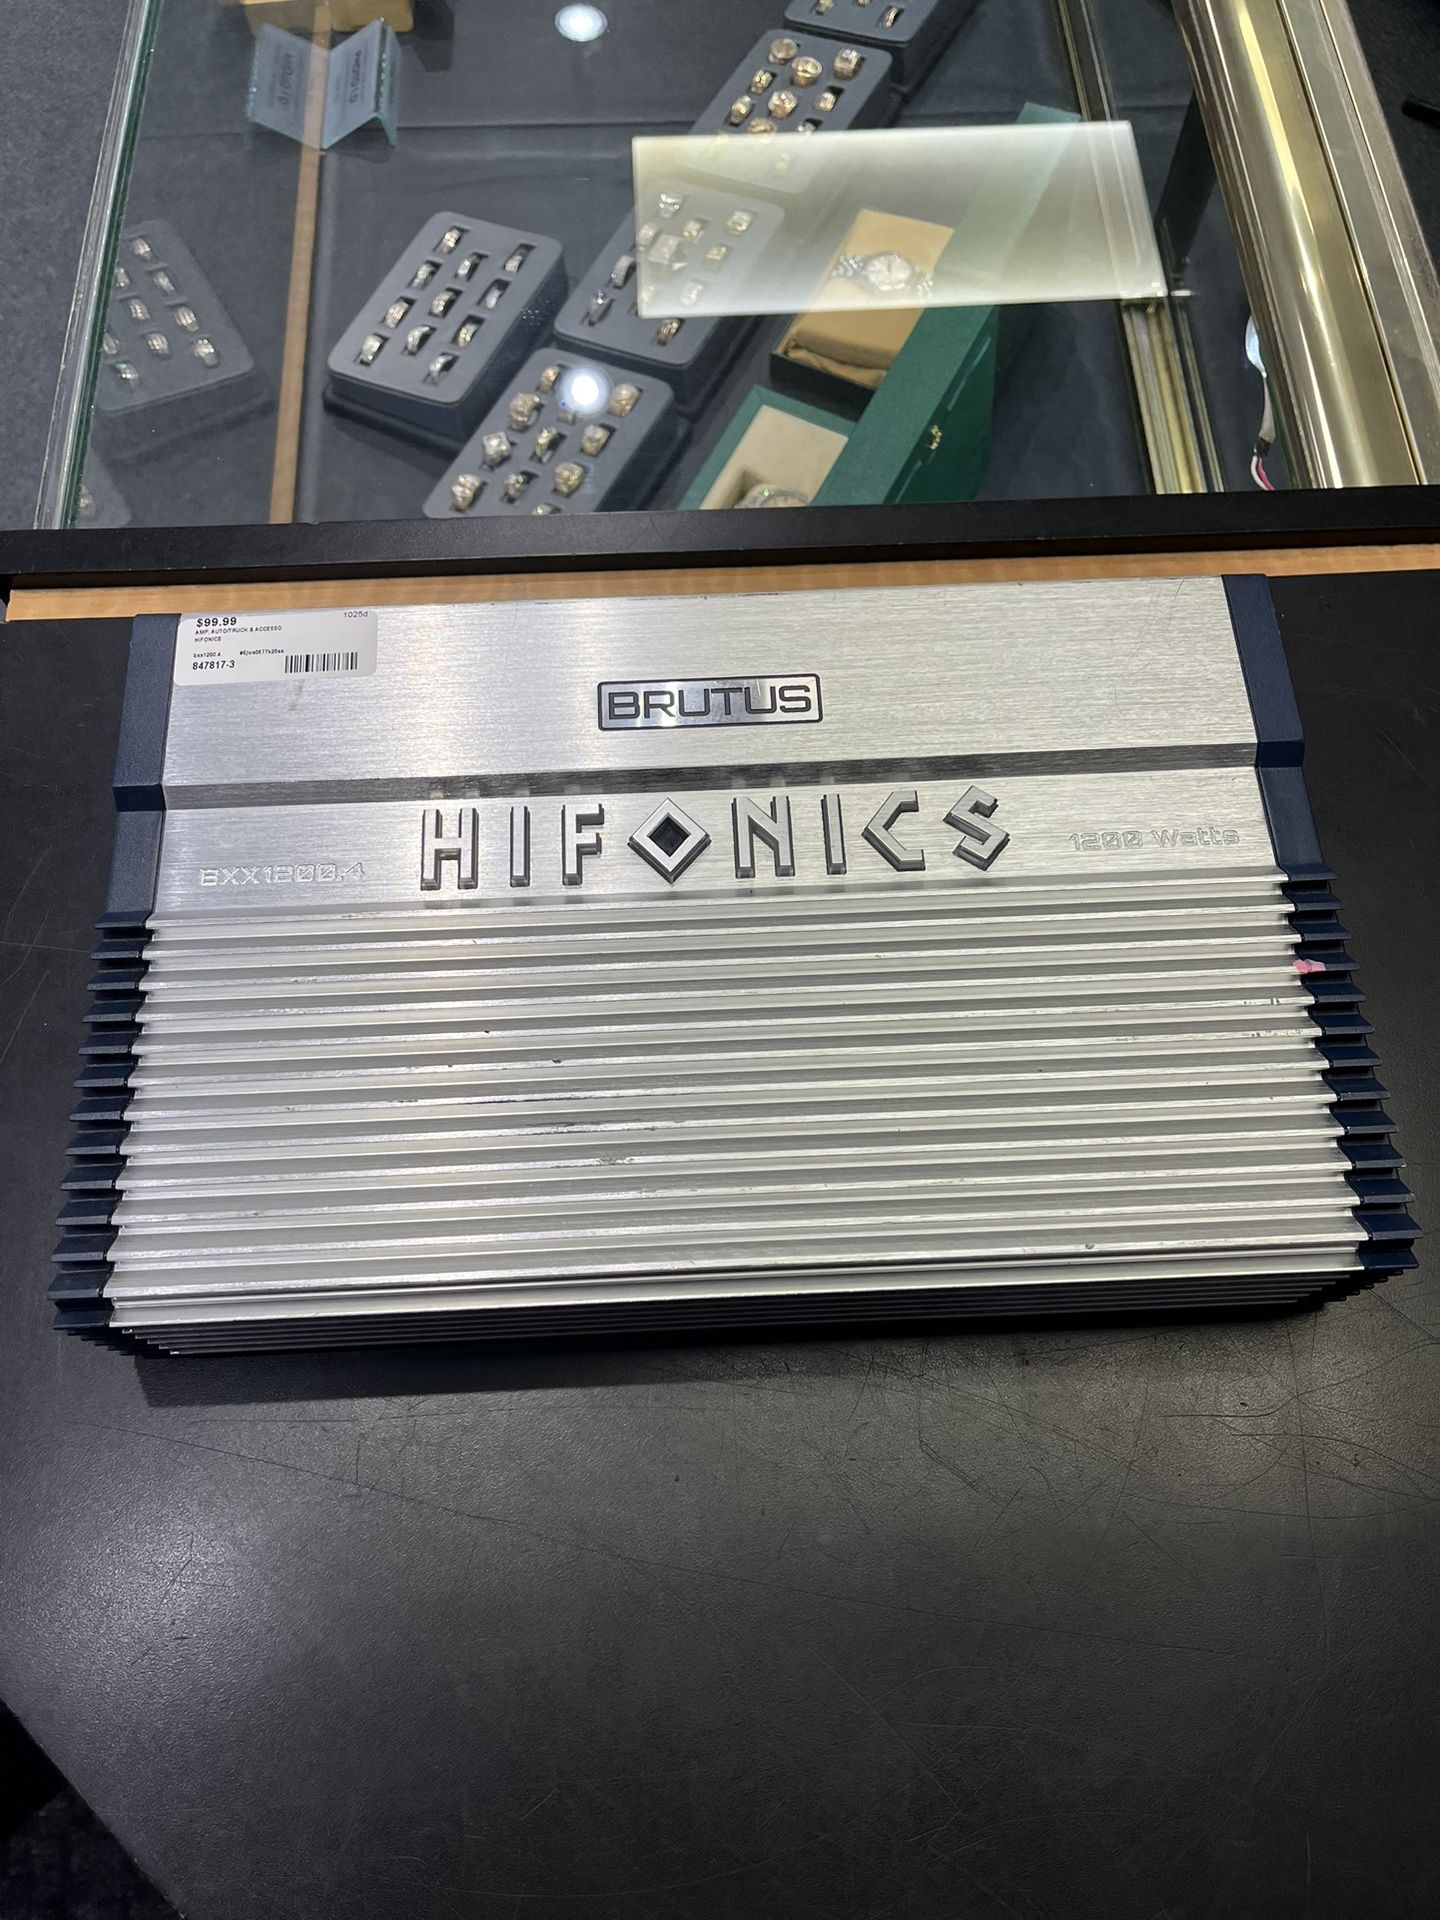 $99.99 1025d
AMP, AUTO/TRUCK & ACCESSO
HIFONICS
bxx1200.4
847817-3
BRUTUS
HIFONICS
BXX1200.4 1200 Watts